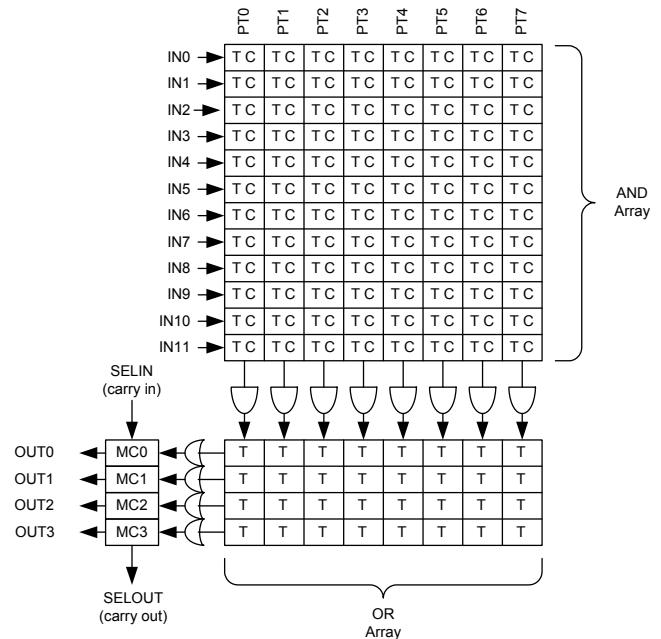 PT0 PT1 PT2 PT3 PT4 PT5 PT6 PT7
IN0 T C T C T C T C T C T C T C T C
IN1 T C T C T C T C T C T C T C T C
IN2 T C T C T C T C T C T C T C T C
IN3 T C T C T C T C T C T C T C T C
IN4 T C T C T C T C T C T C T C T C
IN5 T C T C T C T C T C T C T C T C
IN6 T C T C T C T C T C T C T C T C
IN7 T C T C T C T C T C T C T C T C
IN8 T C T C T C T C T C T C T C T C
IN9 T C T C T C T C T C T C T C T C
IN10 T C T C T C T C T C T C T C T C
IN11 T C T C T C T C T C T C T C T C
AND
Array
SELIN
(carry in)
OUT0 MC0 T T T T T T T T
OUT1 MC1 T T T T T T T T
OUT2 MC2 T T T T T T T T
OUT3 MC3 T T T T T T T T
SELOUT
(carry out)
OR
Array